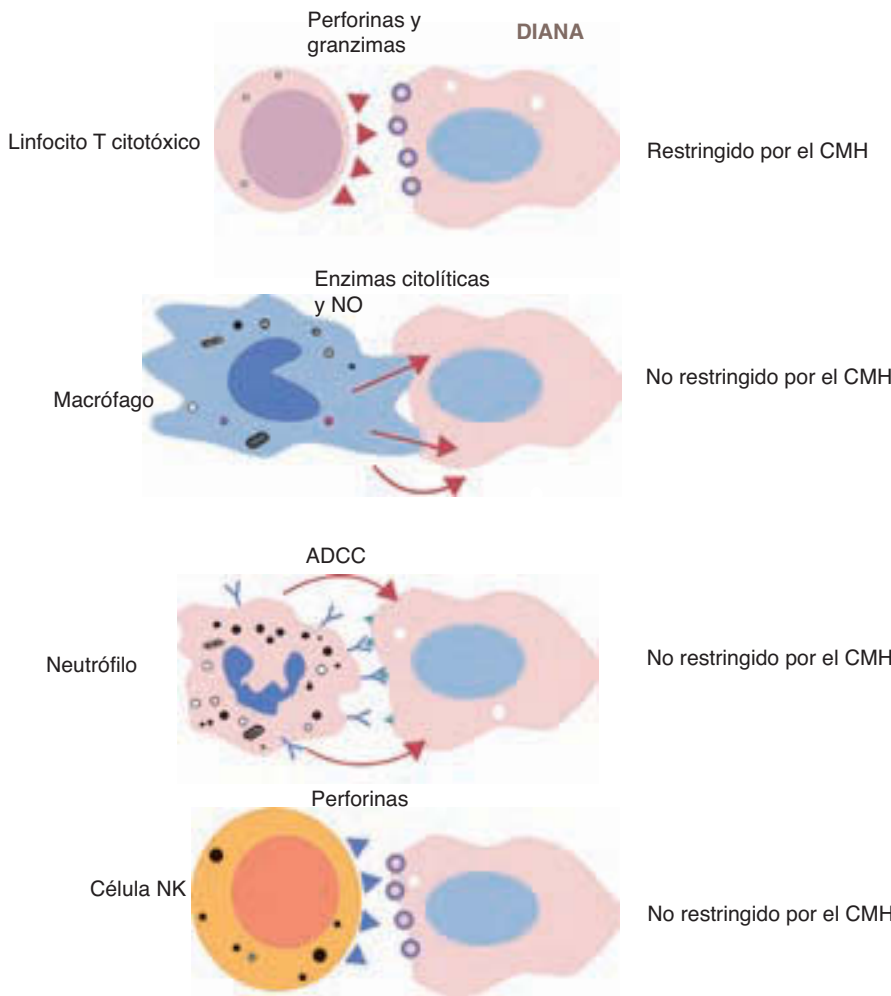 Perforinas y
granzimas
DIANA
Linfocito T citotóxico
Restringido por el CMH
Enzimas citolíticas
y NO
Macrófago
No restringido por el CMH
ADCC
Neutrófilo
No restringido por el CMH
Perforinas
Célula NK
No restringido por el CMH